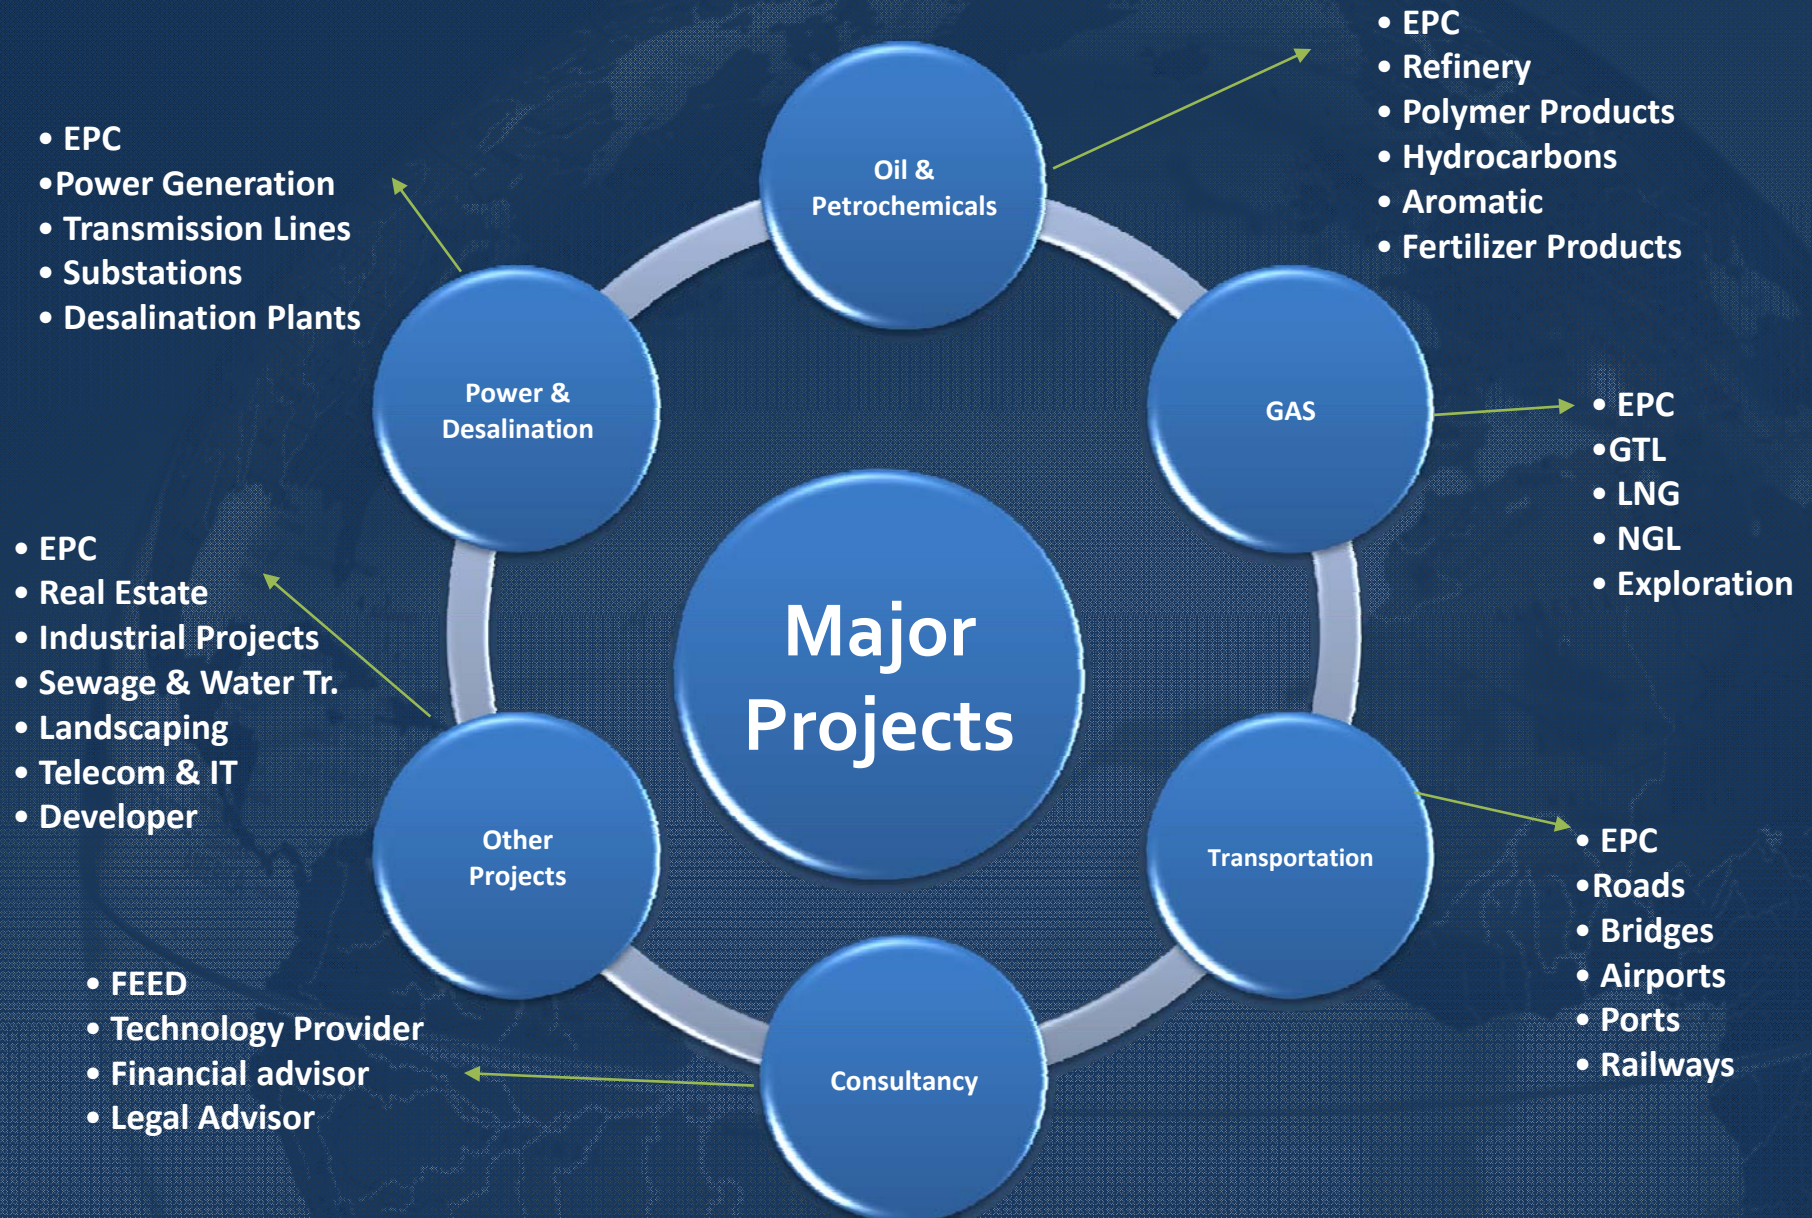 • EPC
• Refinery
• Polymer Products
• Hydrocarbons
• Aromatic
• Fertilizer Products
Oil &
Petrochemicals
• EPC
•Power Generation
• Transmission Lines
• Substations
• Desalination Plants
Power &
Desalination
GAS
• EPC
•GTL
• LNG
• NGL
• Exploration
Major
Projects
• EPC
• Real Estate
• Industrial Projects
• Sewage & Water Tr.
• Landscaping
• Telecom & IT
• Developer
Other
Projects
Transportation
• EPC
•Roads
• Bridges
• Airports
• Ports
• Railways
• FEED
• Technology Provider
• Financial advisor
• Legal Advisor
Consultancy